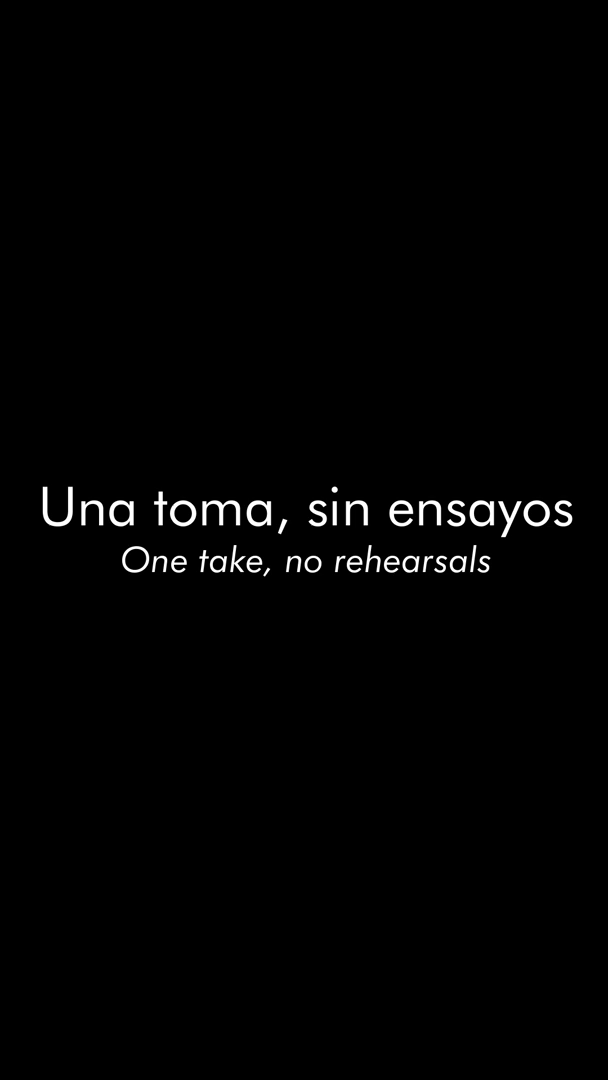 Una toma, sin ensayos
One take, no rehearsals